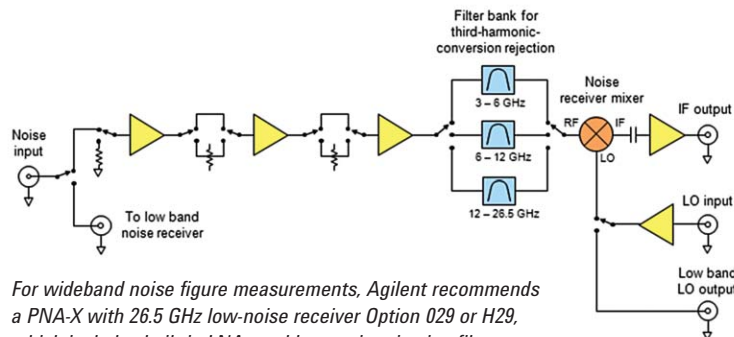 Filter bank for
third-harmonic-
conversion rejection
3 – 6 GHz
6 – 12 GHz
12 – 26.5 GHz
Noise
receiver mixer
RF
IF
LO
IF output
LO input
Low band
LO output
Noise
input
To low band
noise receiver
For wideband noise figure measurements, Agilent recommends
a PNA-X with 26.5 GHz low-noise receiver Option 029 or H29,